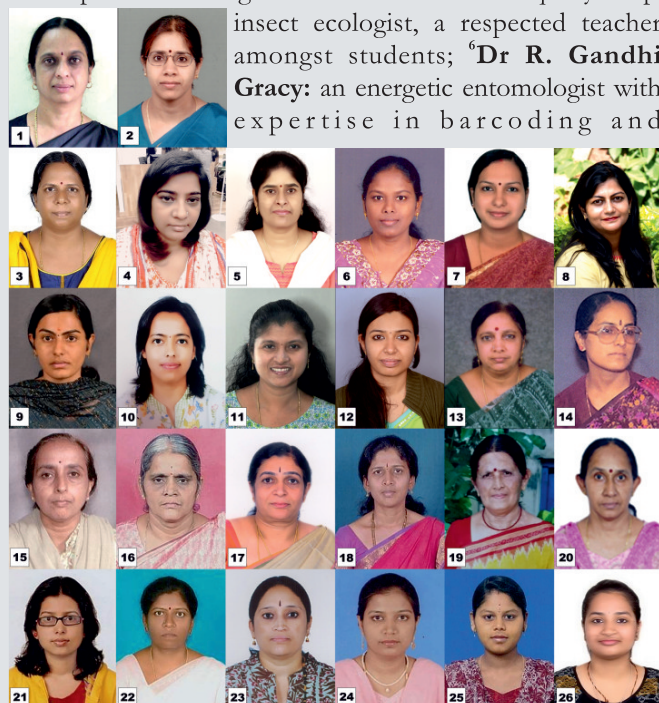 insect ecologist, a respected teacher
amongst students; ⁶Dr R. Gandhi
Gracy: an energetic entomologist with
expertise in barcoding and
1 2
3 4 5 6 7 8
9 10 11 12 13 14
15 16 17 18 19 20
21 22 23 24 25 26